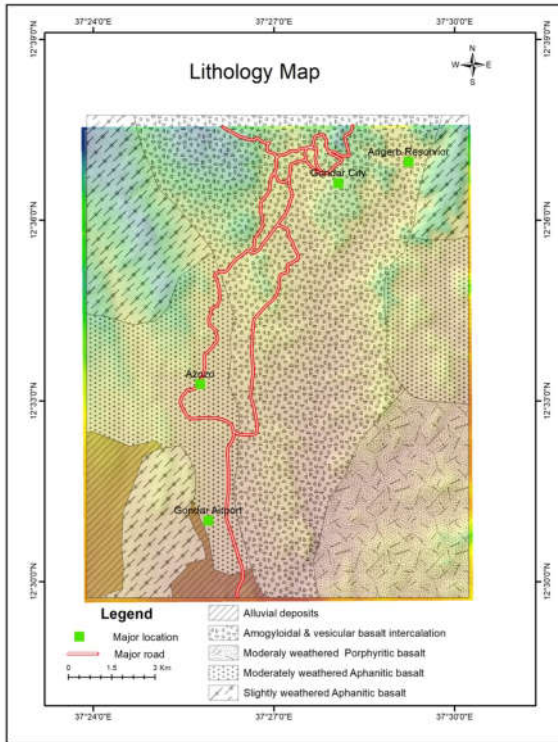 37°24'0"E 37°27'0"E 37°30'0"E
Lithology Map
N
W E
S
12°39'0"N 12°39'0"N
Angerb Reservior
Gondar City
12°36'0"N 12°36'0"N
Azozo
12°33'0"N 12°33'0"N
Gondar Airport
12°30'0"N 12°30'0"N
Legend
Major location
Major road
0 1.5 3 Km
Alluvial deposits
Amogyloidal & vesicular basalt intercalation
Moderaly weathered Porphyritic basalt
Moderately weathered Aphanitic basalt
Slightly weathered Aphanitic basalt
37°24'0"E 37°27'0"E 37°30'0"E